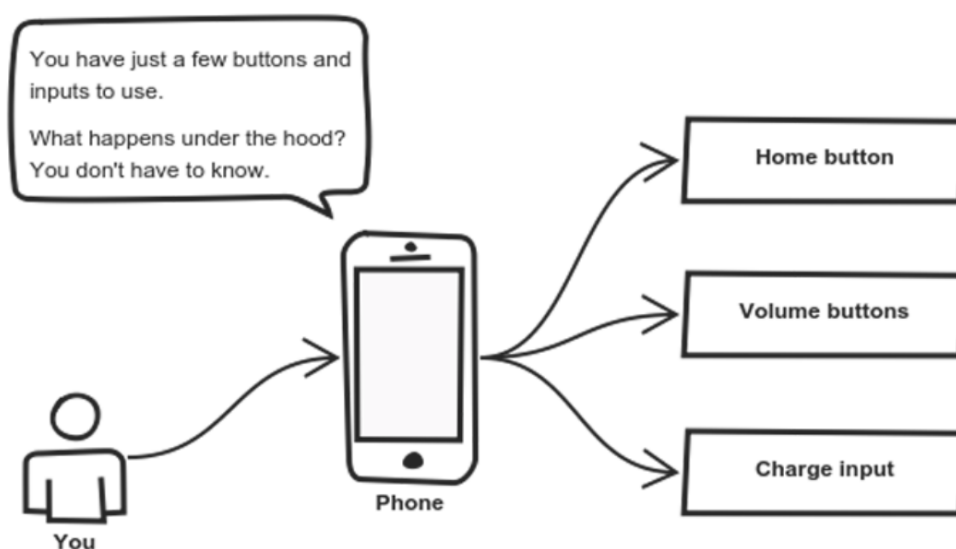 You have just a few buttons and
inputs to use.
What happens under the hood?
You don't have to know.
Home button
Volume buttons
Charge input
Phone
You